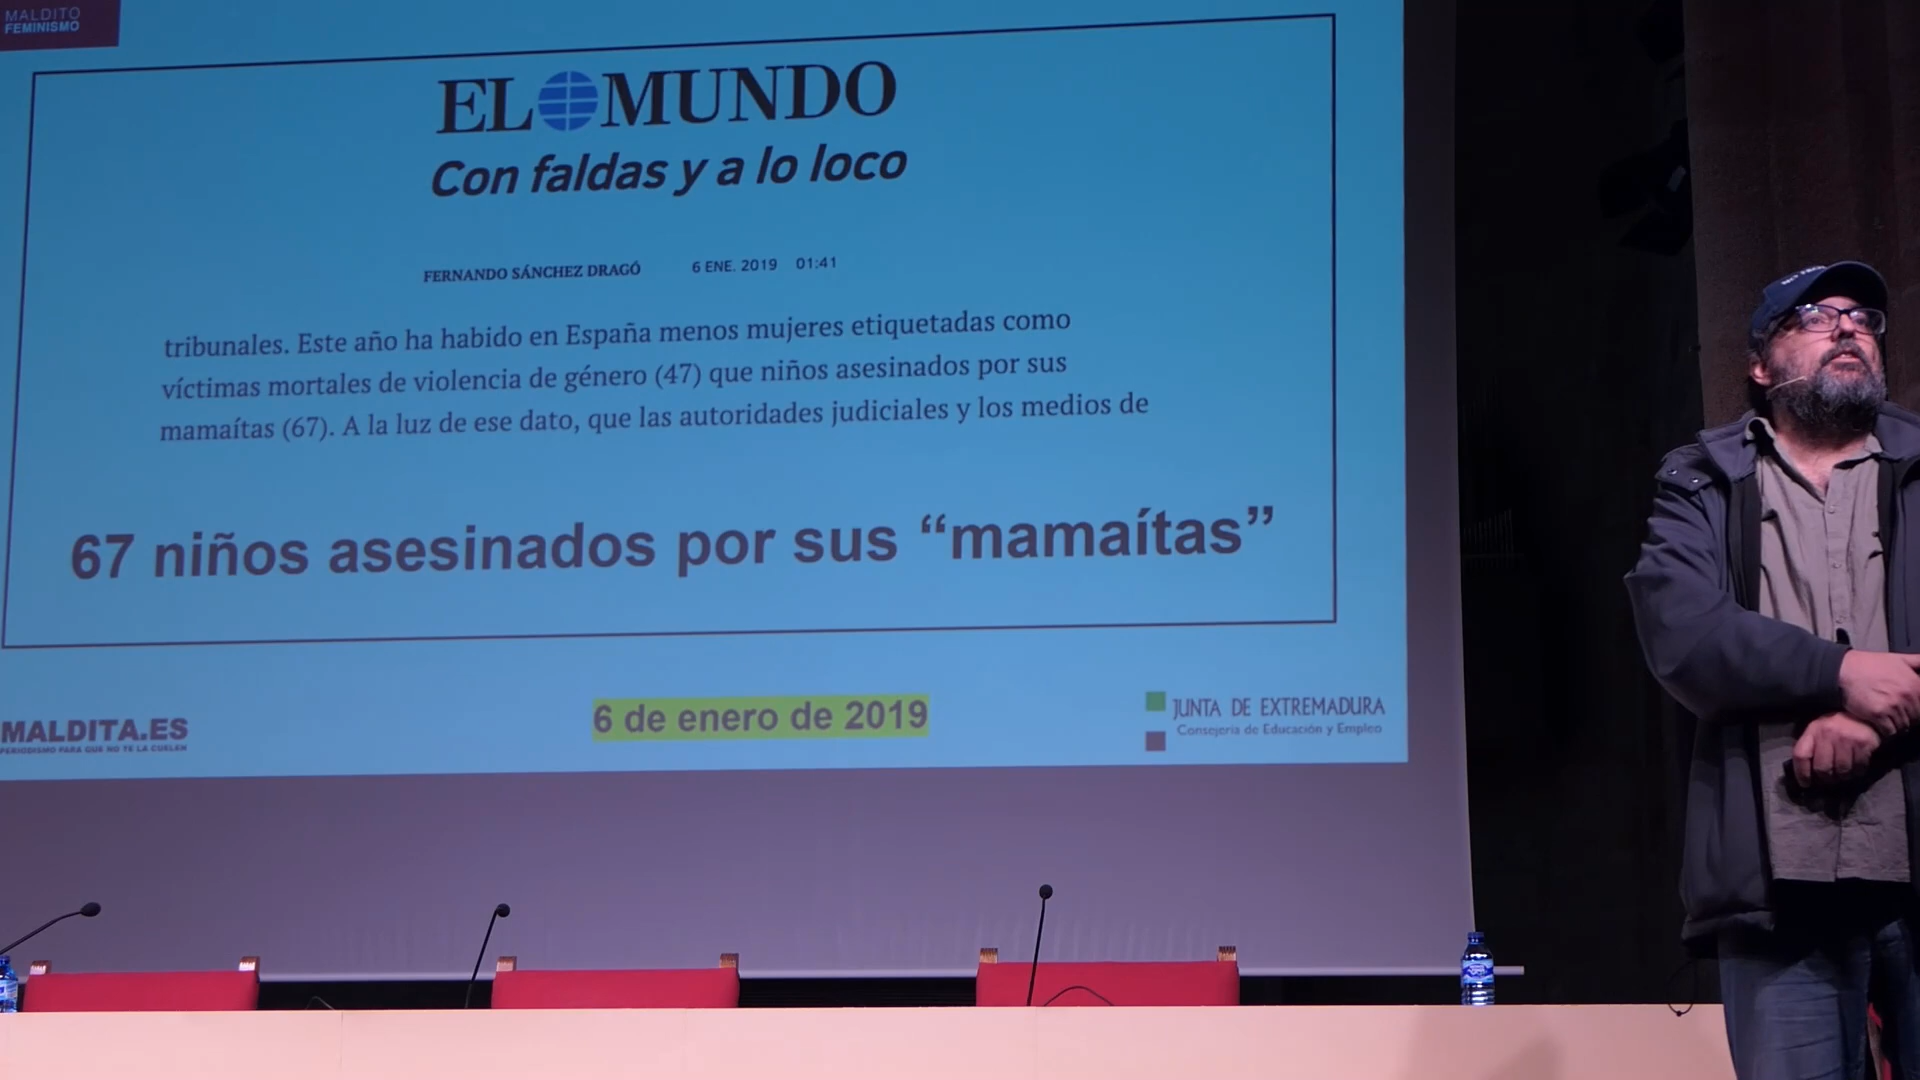 MALDITO
FEMINISMO
EL MUNDO
Con faldas y a lo loco
FERNANDO SÁNCHEZ DRAGÓ 6 ENE. 2019 01:41
tribunales. Este año ha habido en España menos mujeres etiquetadas como
víctimas mortales de violencia de género (47) que niños asesinados por sus
mamaítas (67). A la luz de ese dato, que las autoridades judiciales y los medios de
67 niños asesinados por sus “mamaítas”
MALDITA.ES
PERIODISMO PARA QUE NO TE LA CUELEN
6 de enero de 2019
JUNTA DE EXTREMADURA
Consejería de Educación y Empleo